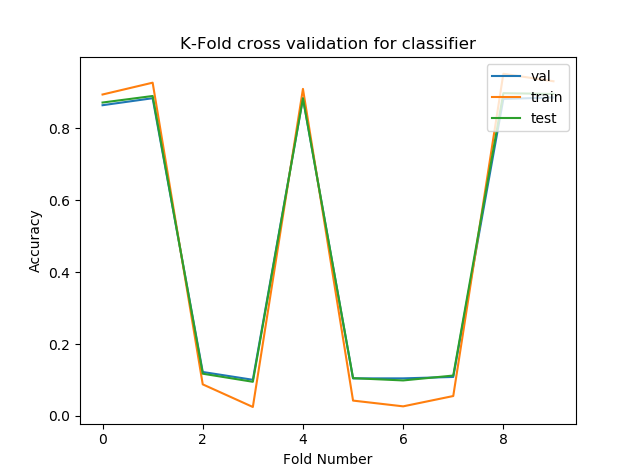 K-Fold cross validation for classifier
val
train
test
0.8
0.6
0.4
0.2
0.0
Accuracy
0 2 4 6 8
Fold Number